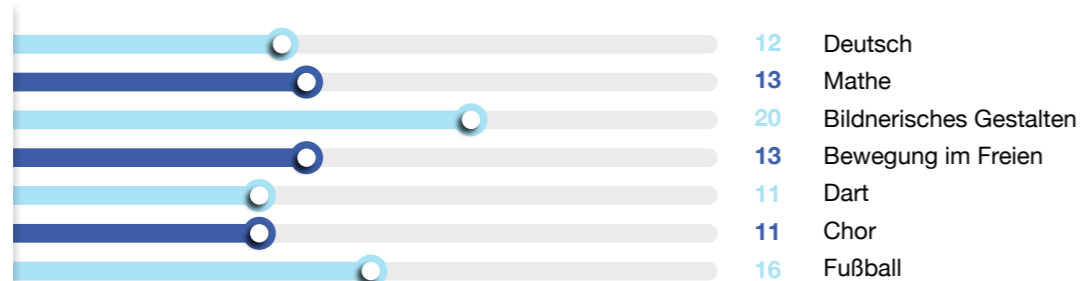 12 Deutsch
13 Mathe
20 Bildnerisches Gestalten
13 Bewegung im Freien
11 Dart
11 Chor
16 Fußball